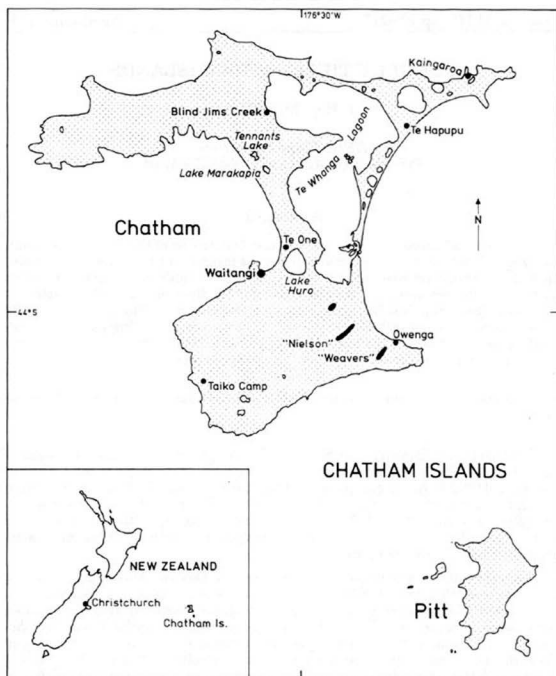 176°30'W
Kaingaroa
Blind Jims Creek
Te Hapupu
Tennants
Lake
Lagoon
Te Whanga
Lake Marakapia
N
Chatham
Te One
Waitangi
Lake
Huro
44°S
"Nielson"
Owenga
"Weavers"
Taiko Camp
CHATHAM ISLANDS
NEW ZEALAND
Christchurch
Chatham Is.
Pitt